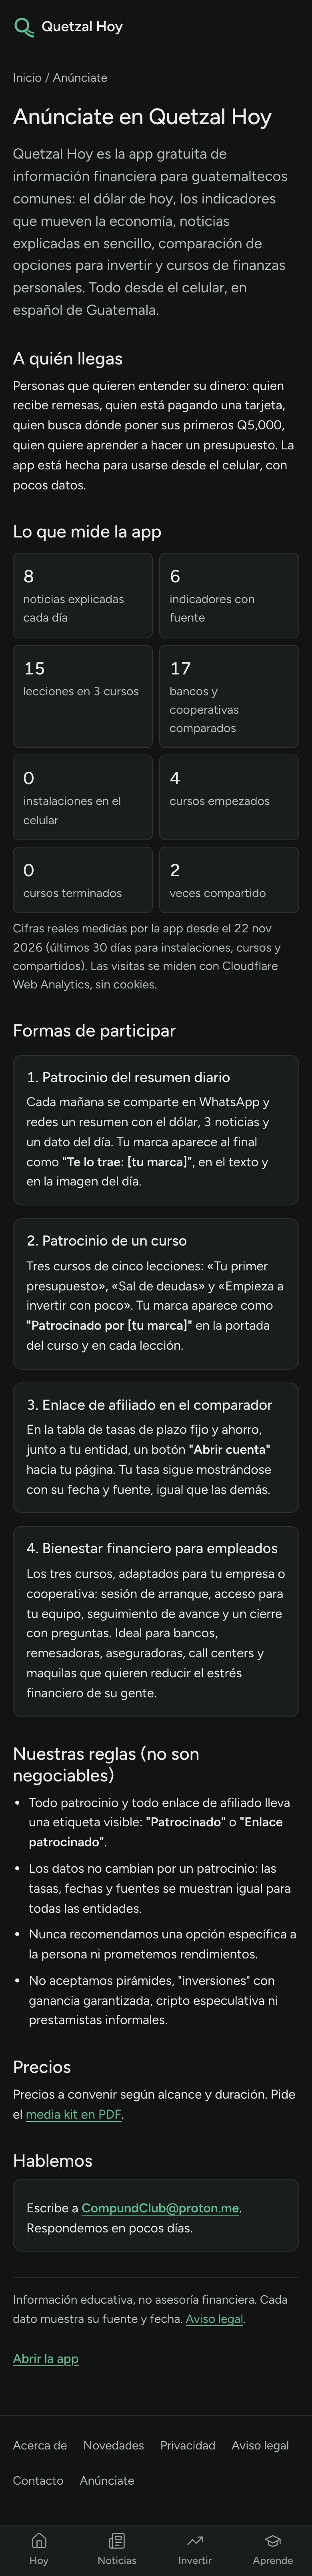 Quetzal Hoy
Inicio / Anúnciate
Anúnciate en Quetzal Hoy
Quetzal Hoy es la app gratuita de
información financiera para guatemaltecos
comunes: el dólar de hoy, los indicadores
que mueven la economía, noticias
explicadas en sencillo, comparación de
opciones para invertir y cursos de finanzas
personales. Todo desde el celular, en
español de Guatemala.
A quién llegas
Personas que quieren entender su dinero: quien
recibe remesas, quien está pagando una tarjeta,
quien busca dónde poner sus primeros Q5,000,
quien quiere aprender a hacer un presupuesto. La
app está hecha para usarse desde el celular, con
pocos datos.
Lo que mide la app
8
noticias explicadas
cada día
6
indicadores con
fuente
15
lecciones en 3 cursos
17
bancos y
cooperativas
comparados
0
instalaciones en el
celular
4
cursos empezados
0
cursos terminados
2
veces compartido
Cifras reales medidas por la app desde el 22 nov
2026 (últimos 30 días para instalaciones, cursos y
compartidos). Las visitas se miden con Cloudflare
Web Analytics, sin cookies.
Formas de participar
1. Patrocinio del resumen diario
Cada mañana se comparte en WhatsApp y
redes un resumen con el dólar, 3 noticias y
un dato del día. Tu marca aparece al final
como "Te lo trae: [tu marca]", en el texto y
en la imagen del día.
2. Patrocinio de un curso
Tres cursos de cinco lecciones: «Tu primer
presupuesto», «Sal de deudas» y «Empieza a
invertir con poco». Tu marca aparece como
"Patrocinado por [tu marca]" en la portada
del curso y en cada lección.
3. Enlace de afiliado en el comparador
En la tabla de tasas de plazo fijo y ahorro,
junto a tu entidad, un botón "Abrir cuenta"
hacia tu página. Tu tasa sigue mostrándose
con su fecha y fuente, igual que las demás.
4. Bienestar financiero para empleados
Los tres cursos, adaptados para tu empresa o
cooperativa: sesión de arranque, acceso para
tu equipo, seguimiento de avance y un cierre
con preguntas. Ideal para bancos,
remesadoras, aseguradoras, call centers y
maquilas que quieren reducir el estrés
financiero de su gente.
Nuestras reglas (no son
negociables)
• Todo patrocinio y todo enlace de afiliado lleva
una etiqueta visible: "Patrocinado" o "Enlace
patrocinado".
• Los datos no cambian por un patrocinio: las
tasas, fechas y fuentes se muestran igual para
todas las entidades.
• Nunca recomendamos una opción específica a
la persona ni prometemos rendimientos.
• No aceptamos pirámides, "inversiones" con
ganancia garantizada, cripto especulativa ni
prestamistas informales.
Precios
Precios a convenir según alcance y duración. Pide
el media kit en PDF.
Hablemos
Escribe a CompundClub@proton.me.
Respondemos en pocos días.
Información educativa, no asesoría financiera. Cada
dato muestra su fuente y fecha. Aviso legal.
Abrir la app
Acerca de Novedades Privacidad Aviso legal
Contacto Anúnciate
Hoy Noticias Invertir Aprende